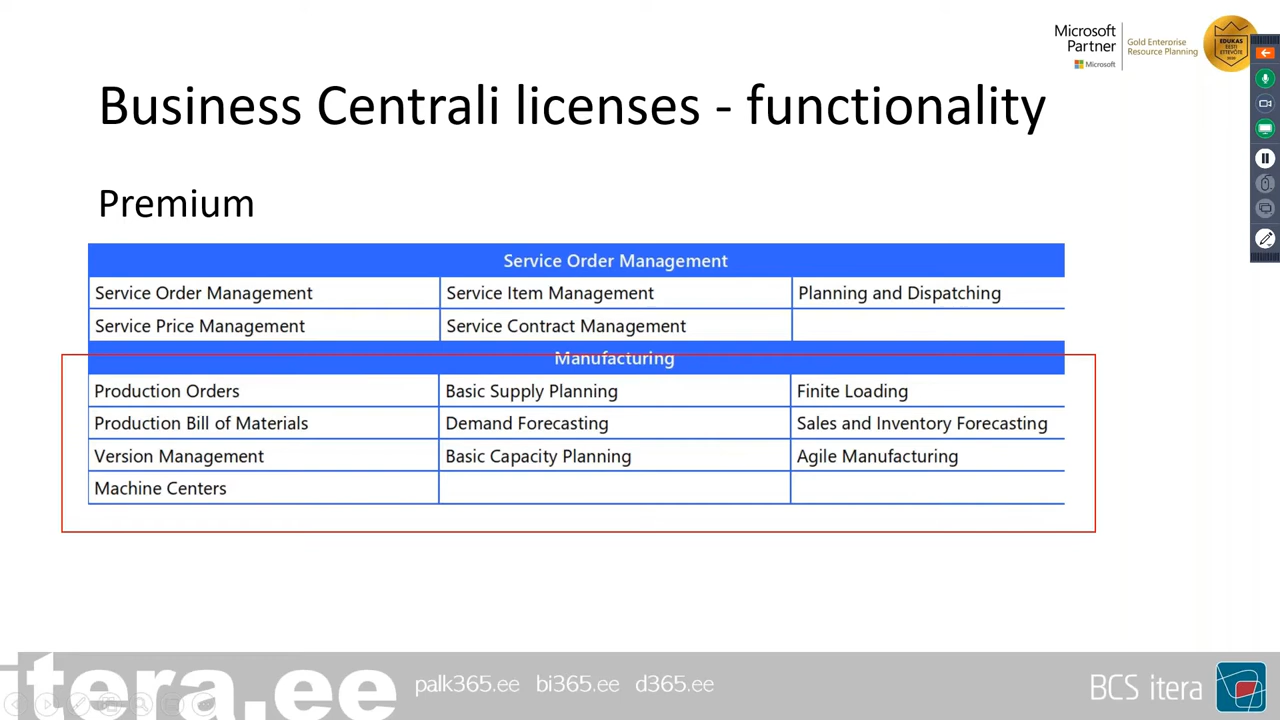 Microsoft
Partner
Microsoft
Gold Enterprise
Resource Planning
EDUKAS
EESTI
ETTEVÕTE
Business Centrali licenses - functionality
Premium
Service Order Management
Service Order Management Service Item Management Planning and Dispatching
Service Price Management Service Contract Management
Manufacturing
Production Orders Basic Supply Planning Finite Loading
Production Bill of Materials Demand Forecasting Sales and Inventory Forecasting
Version Management Basic Capacity Planning Agile Manufacturing
Machine Centers
itera.ee
palk365.ee bi365.ee d365.ee
BCS itera